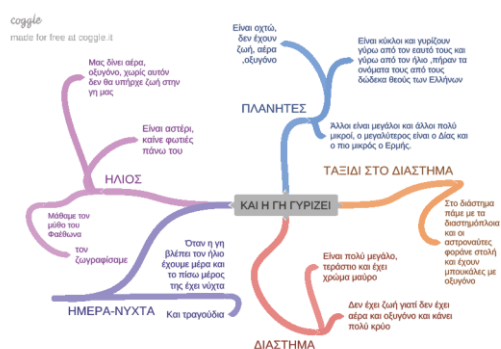 coggle
made for free at coggle.it
Είναι οχτώ,
δεν έχουν
ζωή, αέρα
,οξυγόνο
Είναι κύκλοι και γυρίζουν
γύρω από τον εαυτό τους και
γύρω από τον ήλιο ,πήραν τα
ονόματα τους από τους
δώδεκα θεούς των Ελλήνων
ΠΛΑΝΗΤΕΣ
Άλλοι είναι μεγάλοι και άλλοι πολύ
μικροί, ο μεγαλύτερος είναι ο Δίας και
ο πιο μικρός ο Ερμής.
Μας δίνει αέρα,
οξυγόνο, χωρίς αυτόν
δεν θα υπήρχε ζωή στην
γη μας
Είναι αστέρι,
καίνε φωτιές
πάνω του
ΗΛΙΟΣ
Μάθαμε τον
μύθο του
Φαέθωνα
τον
ζωγραφίσαμε
ΚΑΙ Η ΓΗ ΓΥΡΙΖΕΙ
ΤΑΞΙΔΙ ΣΤΟ ΔΙΑΣΤΗΜΑ
Στο διάστημα
πάμε με τα
διαστημόπλοια
και οι
αστροναύτες
φοράνε στολή
και έχουν
μπουκάλες με
οξυγόνο
Όταν η γη
βλέπει τον ήλιο
έχουμε μέρα και
το πίσω μέρος
της έχει νύχτα
ΗΜΕΡΑ-ΝΥΧΤΑ
Και τραγούδια
Είναι πολύ μεγάλο,
τεράστιο και έχει
χρώμα μαύρο
Δεν έχει ζωή γιατί δεν έχει
αέρα και οξυγόνο και κάνει
πολύ κρύο
ΔΙΑΣΤΗΜΑ